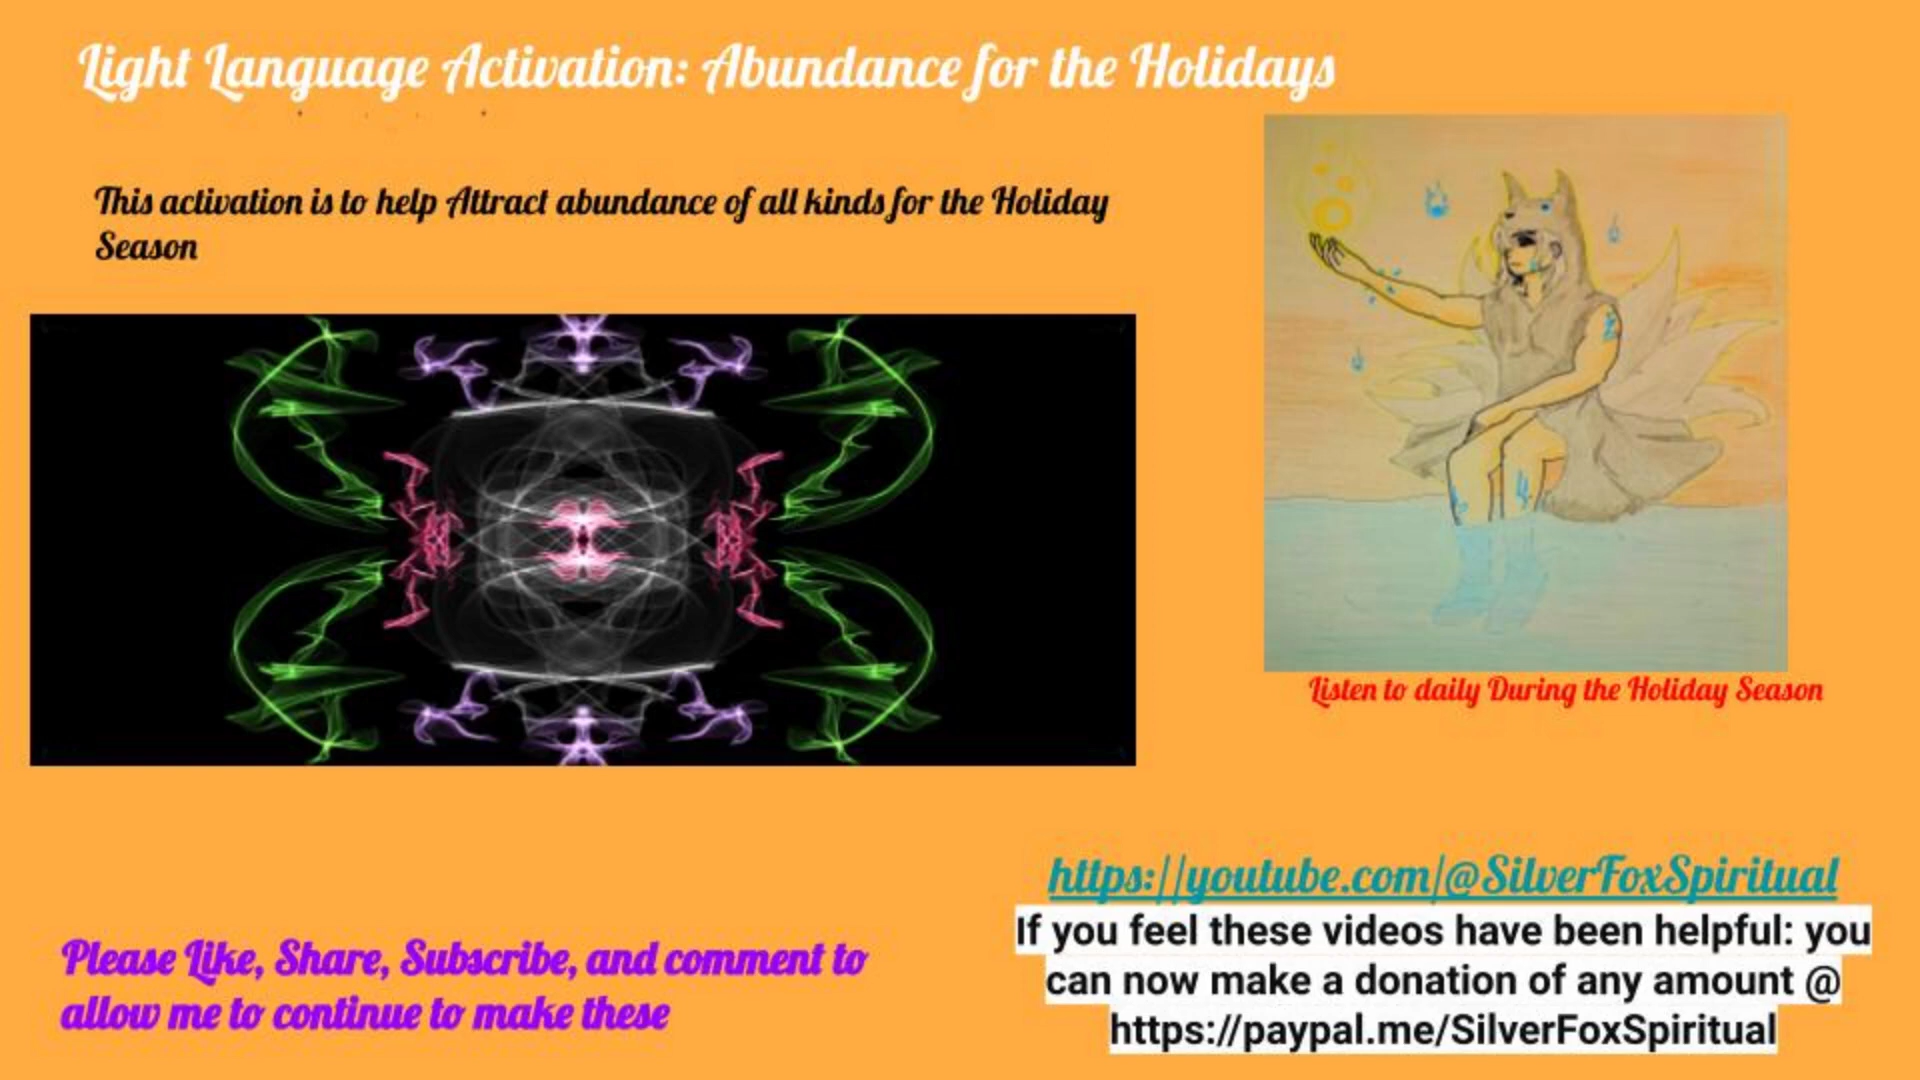 Light Language Activation: Abundance for the Holidays
This activation is to help Attract abundance of all kinds for the Holiday
Season
Listen to daily During the Holiday Season
https://youtube.com/@SilverFoxSpiritual
If you feel these videos have been helpful: you
can now make a donation of any amount @
https://paypal.me/SilverFoxSpiritual
Please Like, Share, Subscribe, and comment to
allow me to continue to make these